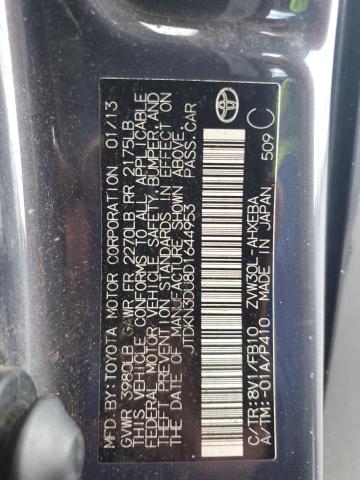 MFD.BY:TOYOTA MOTOR CORPORATION 01/13
GVWR 3980LB GAWR FR 2270LB RR 2175LB
THIS VEHICLE CONFORMS TO ALL APPLICABLE
FEDERAL MOTOR VEHICLE SAFETY, BUMPER, AND
THEFT PREVENTION STANDARDS IN EFFECT ON
THE DATE OF MANUFACTURE SHOWN ABOVE.
JTDKN3DU8D1644953 PASS.CAR
C/TR:8V1/FB10 ZVW30L-AHXEBA
A/TM:-01A/P410 MADE IN JAPAN 509 C